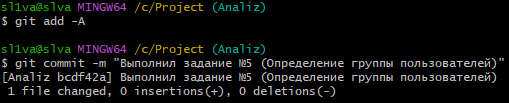 sl1va@slva MINGW64 /c/Project (Analiz)
$ git add -A
sl1va@slva MINGW64 /c/Project (Analiz)
$ git commit -m "Выполнил задание №5 (Определение группы пользователей)"
[Analiz bcdf42a] Выполнил задание №5 (Определение группы пользователей)
1 file changed, 0 insertions(+), 0 deletions(-)